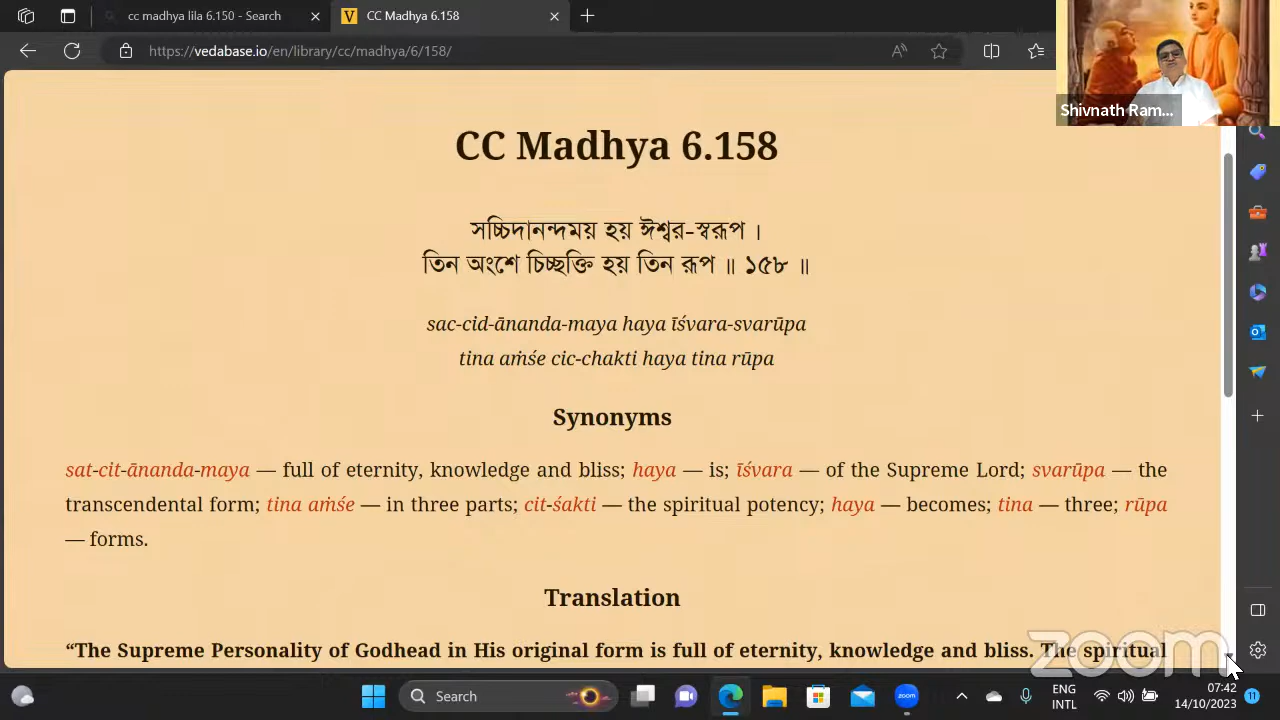 cc madhya lila 6.150 - Search
CC Madhya 6.158
https://vedabase.io/en/library/cc/madhya/6/158/
Shivnath Ram...
CC Madhya 6.158
সচ্চিদানন্দময় হয় ঈশ্বর-স্বরূপ ।
তিন অংশে চিচ্ছক্তি হয় তিন রূপ ॥ ১৫৮ ॥
sac-cid-ānanda-maya haya īśvara-svarūpa
tina aṁśe cic-chakti haya tina rūpa
Synonyms
sat-cit-ānanda-maya — full of eternity, knowledge and bliss; haya — is; īśvara — of the Supreme Lord; svarūpa — the
transcendental form; tina aṁśe — in three parts; cit-śakti — the spiritual potency; haya — becomes; tina — three; rūpa
— forms.
Translation
“The Supreme Personality of Godhead in His original form is full of eternity, knowledge and bliss. The spiritual
zoom
Search
zoom
ENG
INTL
07:42
14/10/2023
11